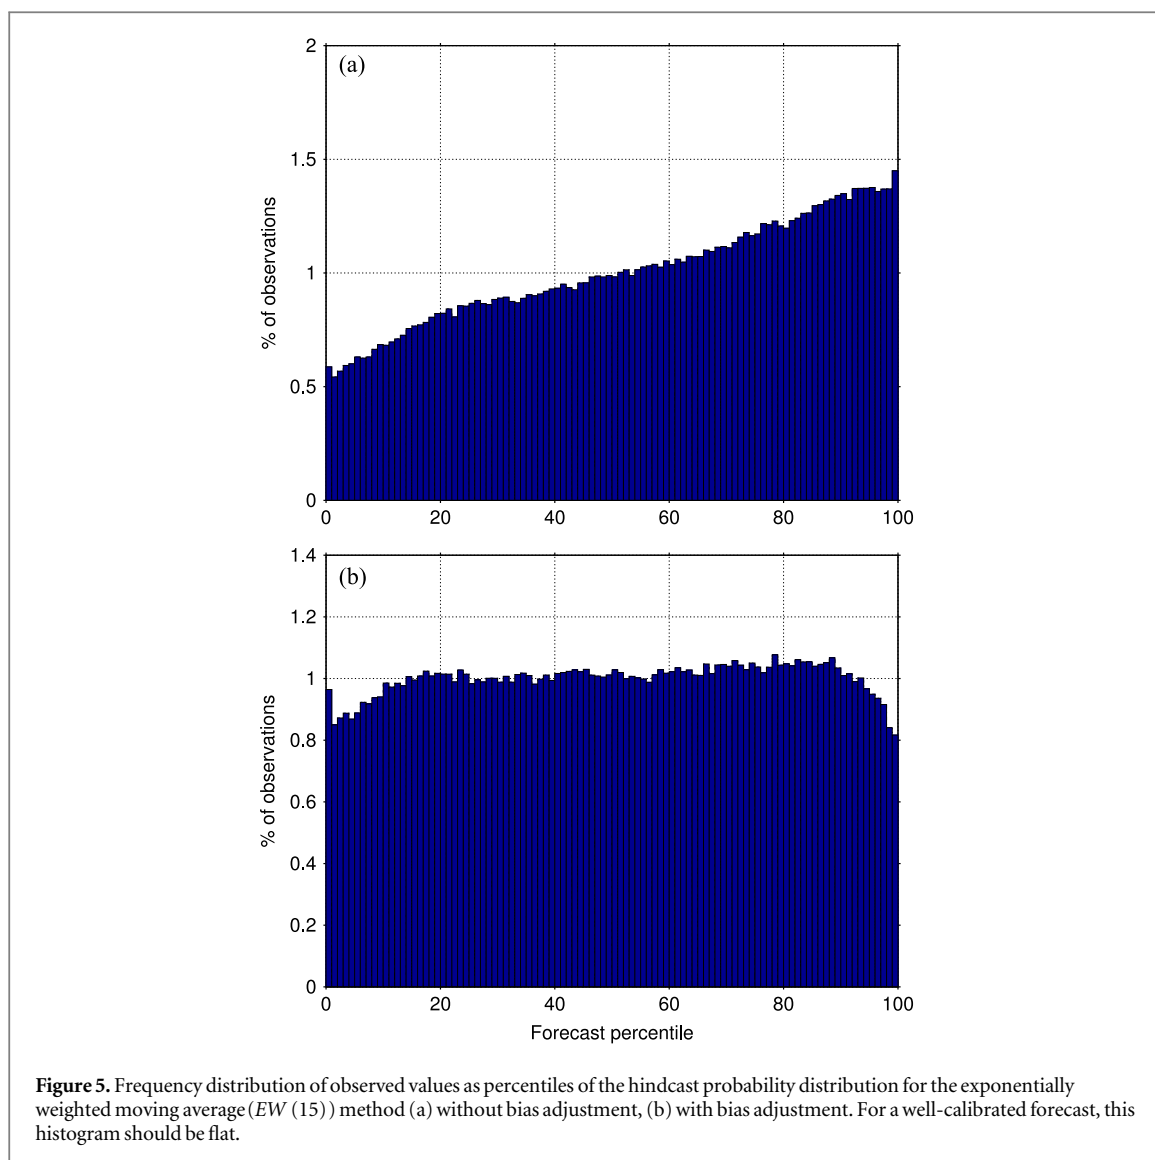 2
(a)
1.5
% of observations
1
0.5
0
0 20 40 60 80 100
1.4
(b)
1.2
1
0.8
% of observations
0.6
0.4
0.2
0
0 20 40 60 80 100
Forecast percentile
Figure 5. Frequency distribution of observed values as percentiles of the hindcast probability distribution for the exponentially
weighted moving average (EW (15)) method (a) without bias adjustment, (b) with bias adjustment. For a well-calibrated forecast, this
histogram should be flat.